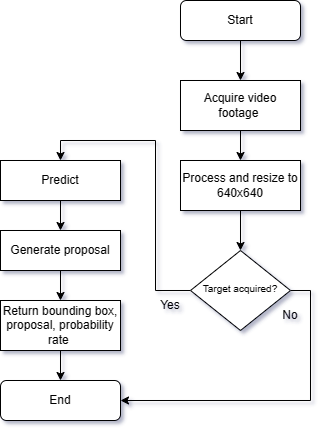 Start
Acquire video
footage
Process and resize to
640x640
Target acquired?
Yes
No
Predict
Generate proposal
Return bounding box,
proposal, probability
rate
End